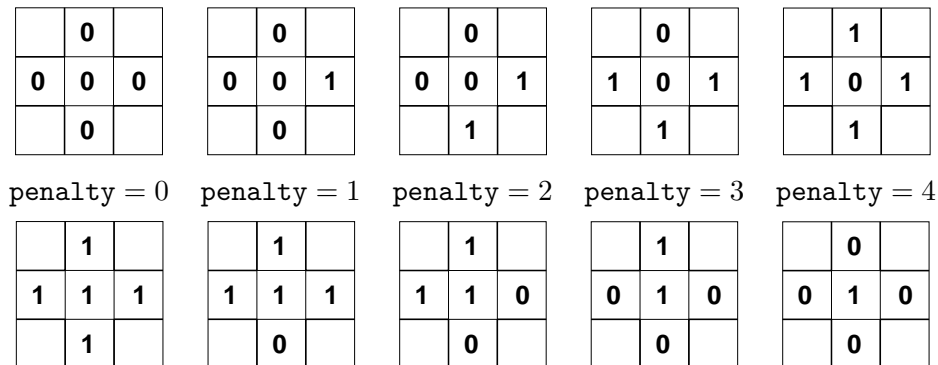 0 0 0 0 1
0 0 0 0 0 1 0 0 1 1 0 1 1 0 1
0 0 1 1 1
penalty = 0 penalty = 1 penalty = 2 penalty = 3 penalty = 4
1 1 1 1 0
1 1 1 1 1 1 1 1 0 0 1 0 0 1 0
1 0 0 0 0